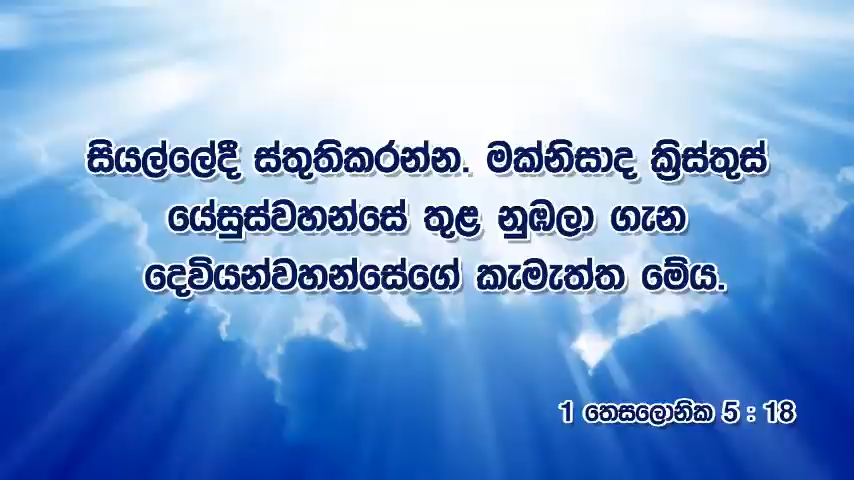 සියල්ලේදී ස්තුතිකරන්න. මක්නිසාද ක්‍රිස්තුස්
යේසුස්වහන්සේ තුළ නුඹලා ගැන
දෙවියන්වහන්සේගේ කැමැත්ත මේය.
1 තෙසලොනික 5 : 18